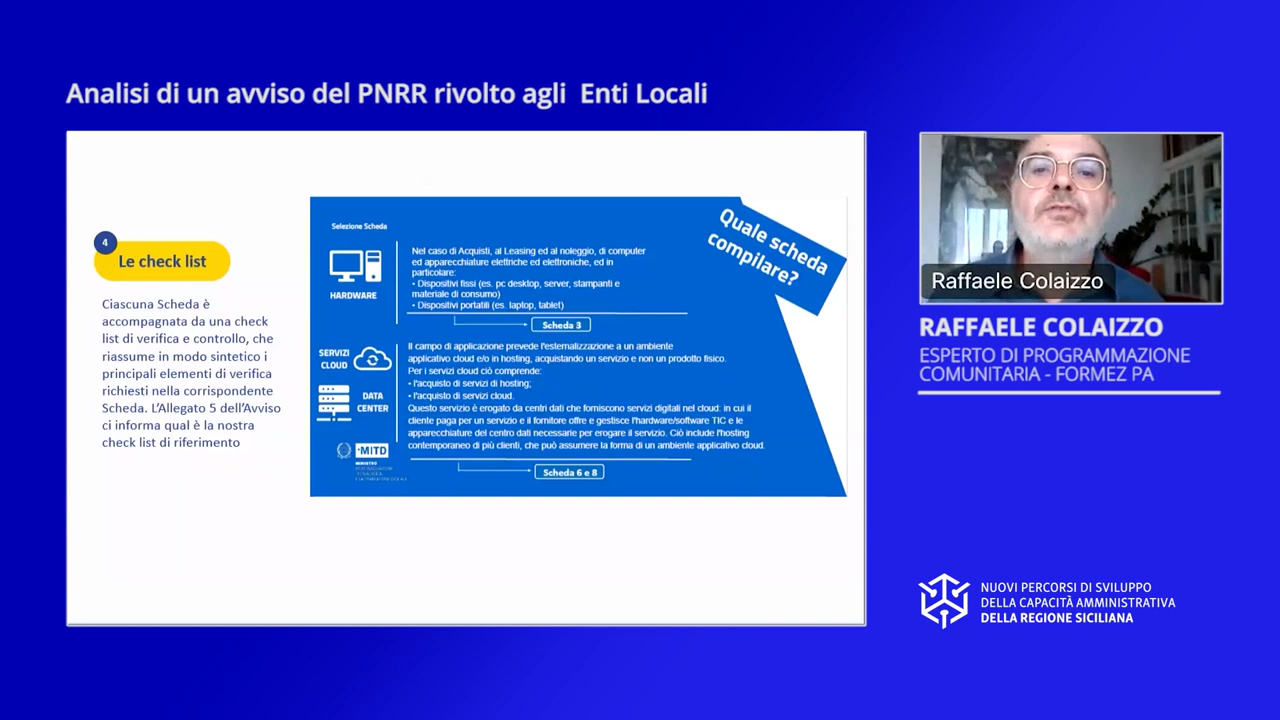 Analisi di un avviso del PNRR rivolto agli Enti Locali
4
Le check list
Ciascuna Scheda è
accompagnata da una check
list di verifica e controllo, che
riassume in modo sintetico i
principali elementi di verifica
richiesti nella corrispondente
Scheda. L'Allegato 5 dell'Avviso
ci informa qual è la nostra
check list di riferimento
Selezione Scheda
Quale scheda
compilare?
HARDWARE
Nel caso di Acquisti, al Leasing ed al noleggio, di computer
ed apparecchiature elettriche ed elettroniche, ed in
particolare:
• Dispositivi fissi (es. pc desktop, server, stampanti e
materiale di consumo)
• Dispositivi portatili (es. laptop, tablet)
Scheda 3
SERVIZI
CLOUD
DATA
CENTER
Il campo di applicazione prevede l'esternalizzazione a un ambiente
applicativo cloud e/o in hosting, acquistando un servizio e non un prodotto fisico.
Per i servizi cloud ciò comprende:
• l'acquisto di servizi di hosting;
• l'acquisto di servizi cloud.
Questo servizio è erogato da centri dati che forniscono servizi digitali nel cloud: in cui il
cliente paga per un servizio e il fornitore offre e gestisce l'hardware/software TIC e le
apparecchiature del centro dati necessarie per erogare il servizio. Ciò include l'hosting
contemporaneo di più clienti, che può assumere la forma di un ambiente applicativo cloud.
MITD
Scheda 6 e 8
Raffaele Colaizzo
RAFFAELE COLAIZZO
ESPERTO DI PROGRAMMAZIONE
COMUNITARIA - FORMEZ PA
NUOVI PERCORSI DI SVILUPPO
DELLA CAPACITÀ AMMINISTRATIVA
DELLA REGIONE SICILIANA